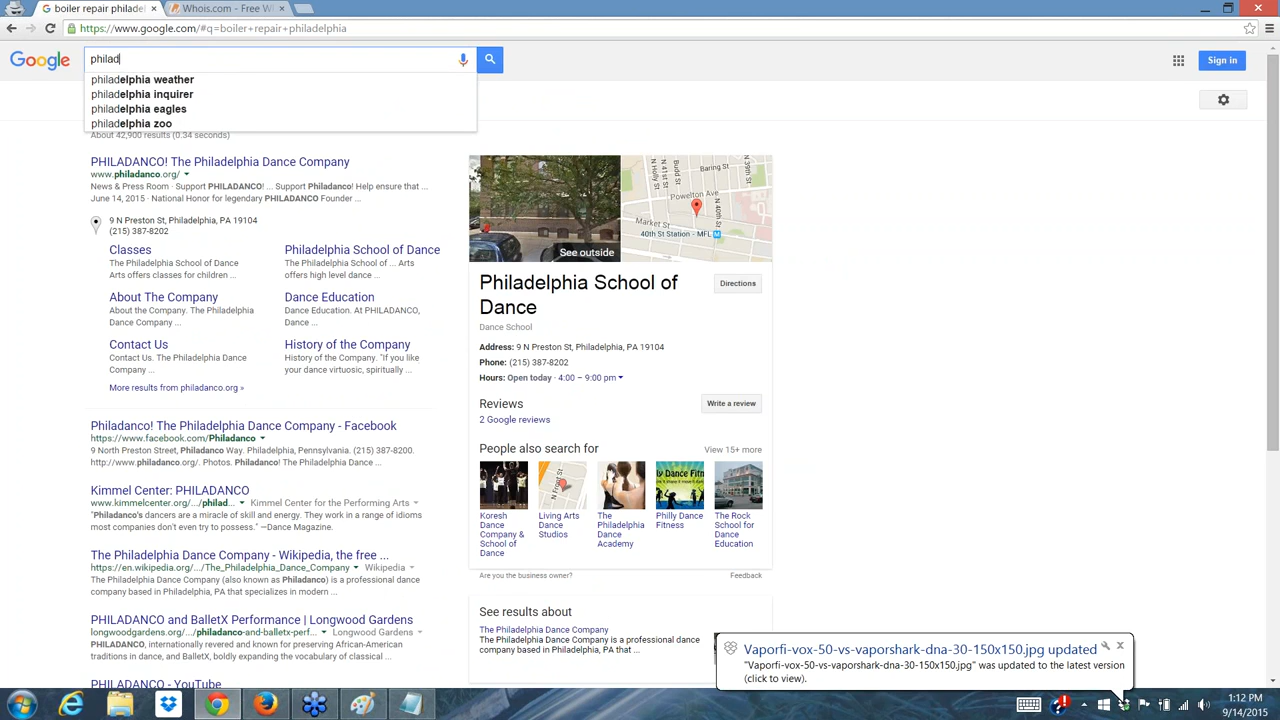 boiler repair philad
Whois.com - Free W
https://www.google.com/#q=boiler+repair+philadelphia
Google
philad
Sign in
philadelphia weather
philadelphia inquirer
philadelphia eagles
philadelphia zoo
About 42,900 results (0.34 seconds)
PHILADANCO! The Philadelphia Dance Company
www.philadanco.org/
News & Press Room · Support PHILADANCO! ... Support Philadanco! Help ensure that ...
June 14, 2015 · National Honor for legendary PHILADANCO Founder ...
9 N Preston St, Philadelphia, PA 19104
(215) 387-8202
Classes
The Philadelphia School of Dance
Arts offers classes for children ...
Philadelphia School of Dance
The Philadelphia School of ... Arts
offers high level dance ...
About The Company
About the Company. The Philadelphia
Dance Company ...
Dance Education
Dance Education. At PHILADANCO,
Dance ...
Contact Us
Contact Us. The Philadelphia Dance
Company ...
History of the Company
History of the Company. "If you like
your dance virtuosic, spiritually ...
More results from philadanco.org »
Philadanco! The Philadelphia Dance Company - Facebook
https://www.facebook.com/Philadanco
9 North Preston Street, Philadanco Way. Philadelphia, Pennsylvania. (215) 387-8200.
http://www.philadanco.org/. Photos. Philadanco! The Philadelphia Dance ...
Kimmel Center: PHILADANCO
www.kimmelcenter.org/.../philad... Kimmel Center for the Performing Arts
"Philadanco's dancers are a miracle of skill and energy. They work in a range of idioms
most companies don't even try to possess." —Dance Magazine.
The Philadelphia Dance Company - Wikipedia, the free ...
https://en.wikipedia.org/.../The_Philadelphia_Dance_Company Wikipedia
The Philadelphia Dance Company (also known as Philadanco) is a professional dance
company based in Philadelphia, PA that specializes in modern ...
PHILADANCO and BalletX Performance | Longwood Gardens
longwoodgardens.org/.../philadanco-and-balletx-perf... Longwood Gardens
PHILADANCO, internationally revered and known for preserving African-American
traditions in dance, and BalletX, boldly expanding the vocabulary of classical ...
PHILADANCO - YouTube
See outside
Baring St
N Holly St
N 41st St
Budd St
N 39th St
Powelton Ave
Market St
N 40th St
40th St Station - MFL
Philadelphia School of
Dance
Directions
Dance School
Address: 9 N Preston St, Philadelphia, PA 19104
Phone: (215) 387-8202
Hours: Open today · 4:00 – 9:00 pm
Reviews
Write a review
2 Google reviews
People also search for
View 15+ more
Koresh
Dance
Company &
School of
Dance
Living Arts
Dance
Studios
The
Philadelphia
Dance
Academy
Philly Dance
Fitness
The Rock
School for
Dance
Education
Are you the business owner?
Feedback
See results about
The Philadelphia Dance Company
The Philadelphia Dance Company is a professional dance
company based in Philadelphia, PA that ...
Vaporfi-vox-50-vs-vaporshark-dna-30-150x150.jpg updated
"Vaporfi-vox-50-vs-vaporshark-dna-30-150x150.jpg" was updated to the latest version
(click to view).
1:12 PM
9/14/2015